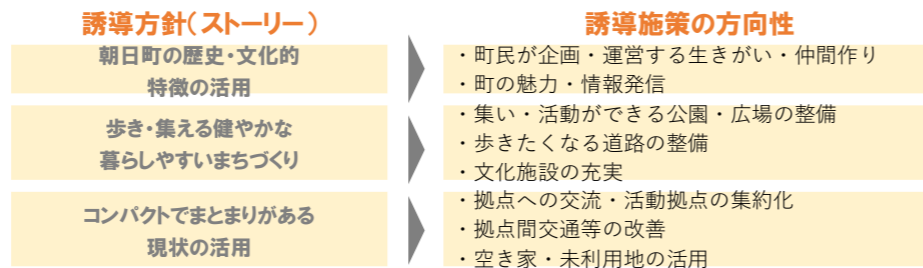 誘導方針(ストーリー)
誘導施策の方向性
朝日町の歴史・文化的
特徴の活用
・町民が企画・運営する生きがい・仲間作り
・町の魅力・情報発信
歩き・集える健やかな
暮らしやすいまちづくり
・集い・活動ができる公園・広場の整備
・歩きたくなる道路の整備
・文化施設の充実
コンパクトでまとまりがある
現状の活用
・拠点への交流・活動拠点の集約化
・拠点間交通等の改善
・空き家・未利用地の活用